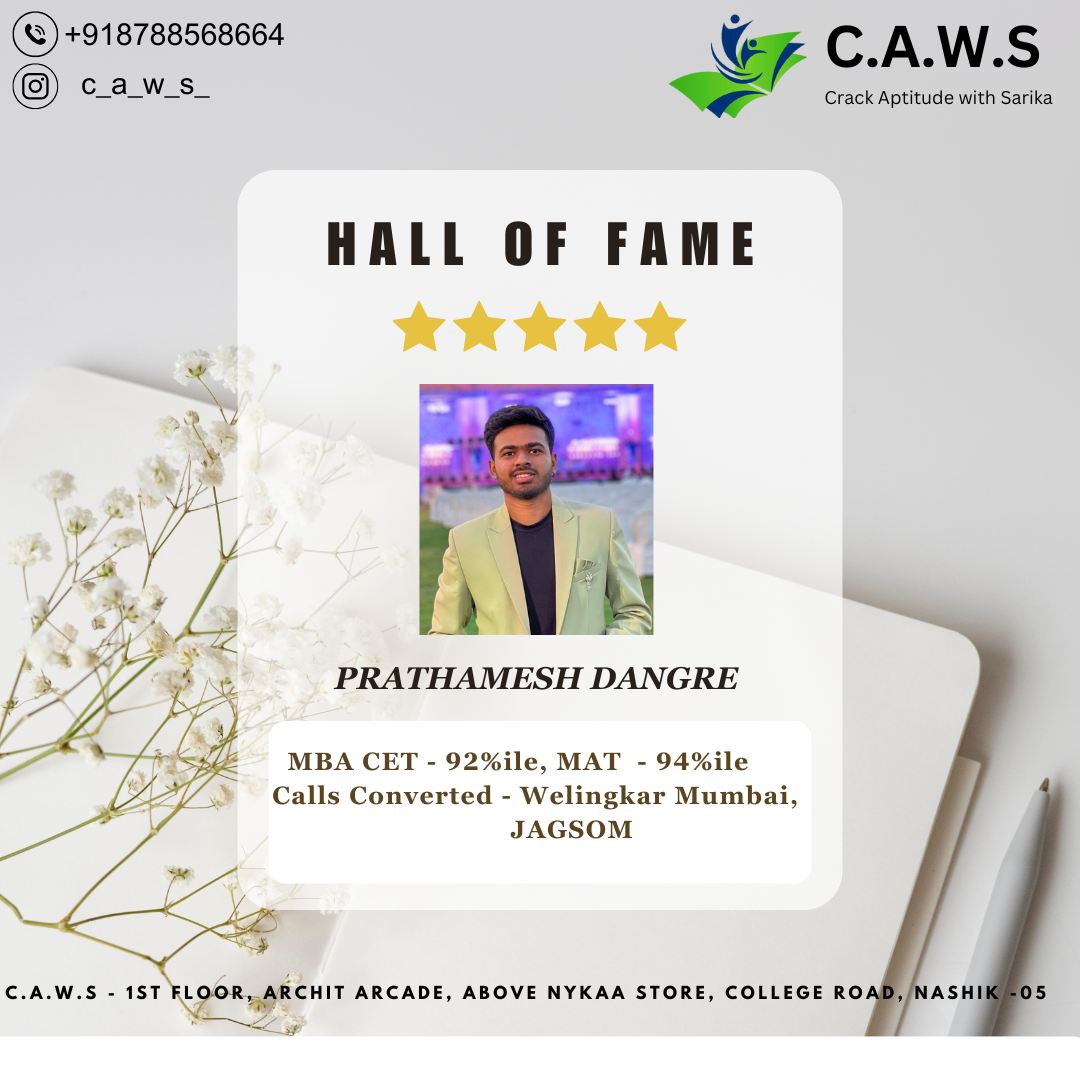 +918788568664
c_a_w_s_
C.A.W.S
Crack Aptitude with Sarika
HALL OF FAME
PRATHAMESH DANGRE
MBA CET - 92%ile, MAT - 94%ile
Calls Converted - Welingkar Mumbai,
JAGSOM
C.A.W.S - 1ST FLOOR, ARCHIT ARCADE, ABOVE NYKAA STORE, COLLEGE ROAD, NASHIK -05